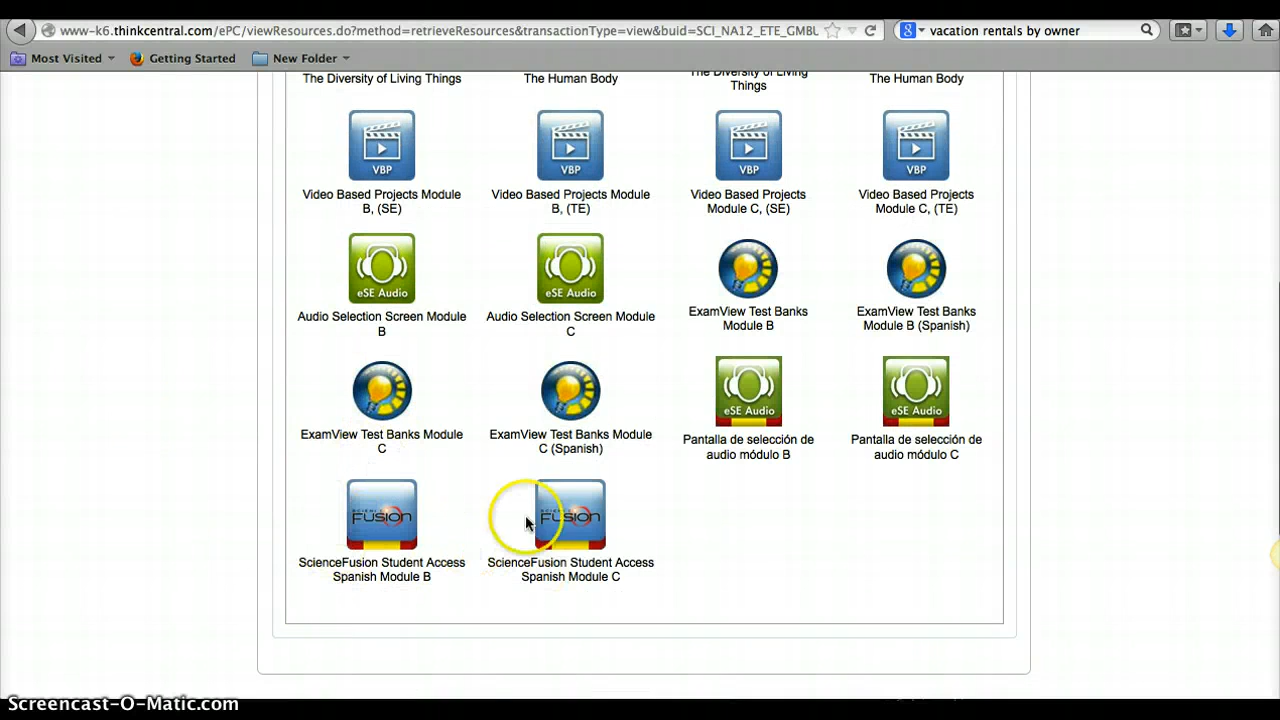 www-k6.thinkcentral.com/ePC/viewResources.do?method=retrieveResources&transactionType=view&buid=SCI_NA12_ETE_GMBU
vacation rentals by owner
Most Visited Getting Started New Folder
The Diversity of Living Things
The Human Body
The Diversity of Living
Things
The Human Body
VBP
VBP
VBP
VBP
Video Based Projects Module
B, (SE)
Video Based Projects Module
B, (TE)
Video Based Projects
Module C, (SE)
Video Based Projects
Module C, (TE)
eSE Audio
eSE Audio
Audio Selection Screen Module
B
Audio Selection Screen Module
C
ExamView Test Banks
Module B
ExamView Test Banks
Module B (Spanish)
eSE Audio
eSE Audio
ExamView Test Banks Module
C
ExamView Test Banks Module
C (Spanish)
Pantalla de selección de
audio módulo B
Pantalla de selección de
audio módulo C
SCIENCE
FUSION
FUSION
ScienceFusion Student Access
Spanish Module B
ScienceFusion Student Access
Spanish Module C
Screencast-O-Matic.com